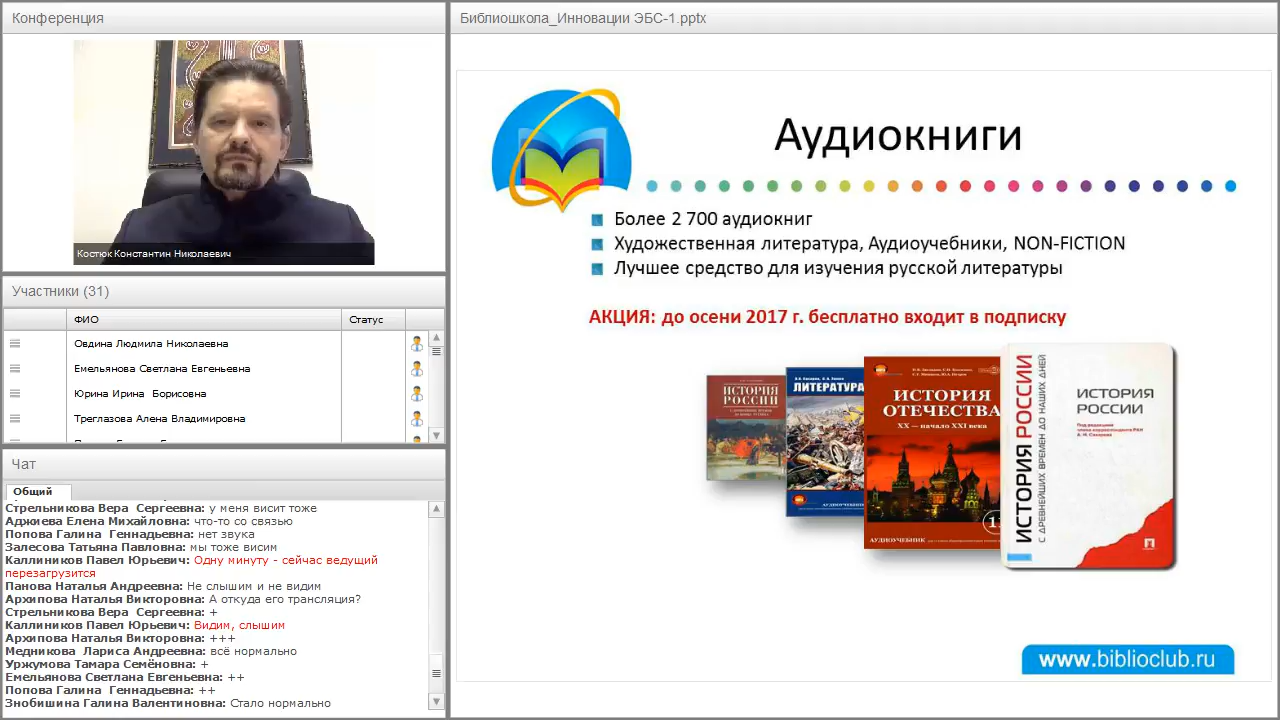 Конференция
Костюк Константин Николаевич
Участники (31)
ФИО
Статус
Овдина Людмила Николаевна
Емельянова Светлана Евгеньевна
Юрина Ирина Борисовна
Треглазова Алена Владимировна
Чат
Общий
Стрельникова Вера Сергеевна: у меня висит тоже
Аджиева Елена Михайловна: что-то со связью
Попова Галина Геннадьевна: нет звука
Залесова Татьяна Павловна: мы тоже висим
Каллиников Павел Юрьевич: Одну минуту - сейчас ведущий
перезагрузится
Панова Наталья Андреевна: Не слышим и не видим
Архипова Наталья Викторовна: А откуда его трансляция?
Стрельникова Вера Сергеевна: +
Каллиников Павел Юрьевич: Видим, слышим
Архипова Наталья Викторовна: +++
Медникова Лариса Андреевна: всё нормально
Уржумова Тамара Семёновна: +
Емельянова Светлана Евгеньевна: ++
Попова Галина Геннадьевна: ++
Знобишина Галина Валентиновна: Стало нормально
Библиошкола_Инновации ЭБС-1.pptx
Аудиокниги
Более 2 700 аудиокниг
Художественная литература, Аудиоучебники, NON-FICTION
Лучшее средство для изучения русской литературы
АКЦИЯ: до осени 2017 г. бесплатно входит в подписку
ИСТОРИЯ
РОССИИ
ЛИТЕРАТУРА
ИСТОРИЯ
ОТЕЧЕСТВА
XX — начало XXI века
11
АУДИОУЧЕБНИК
ИСТОРИЯ РОССИИ
С ДРЕВНЕЙШИХ ВРЕМЕН ДО НАШИХ ДНЕЙ
ИСТОРИЯ
РОССИИ
Под редакцией
члена-корреспондента РАН
А. Н. Сахарова
www.biblioclub.ru